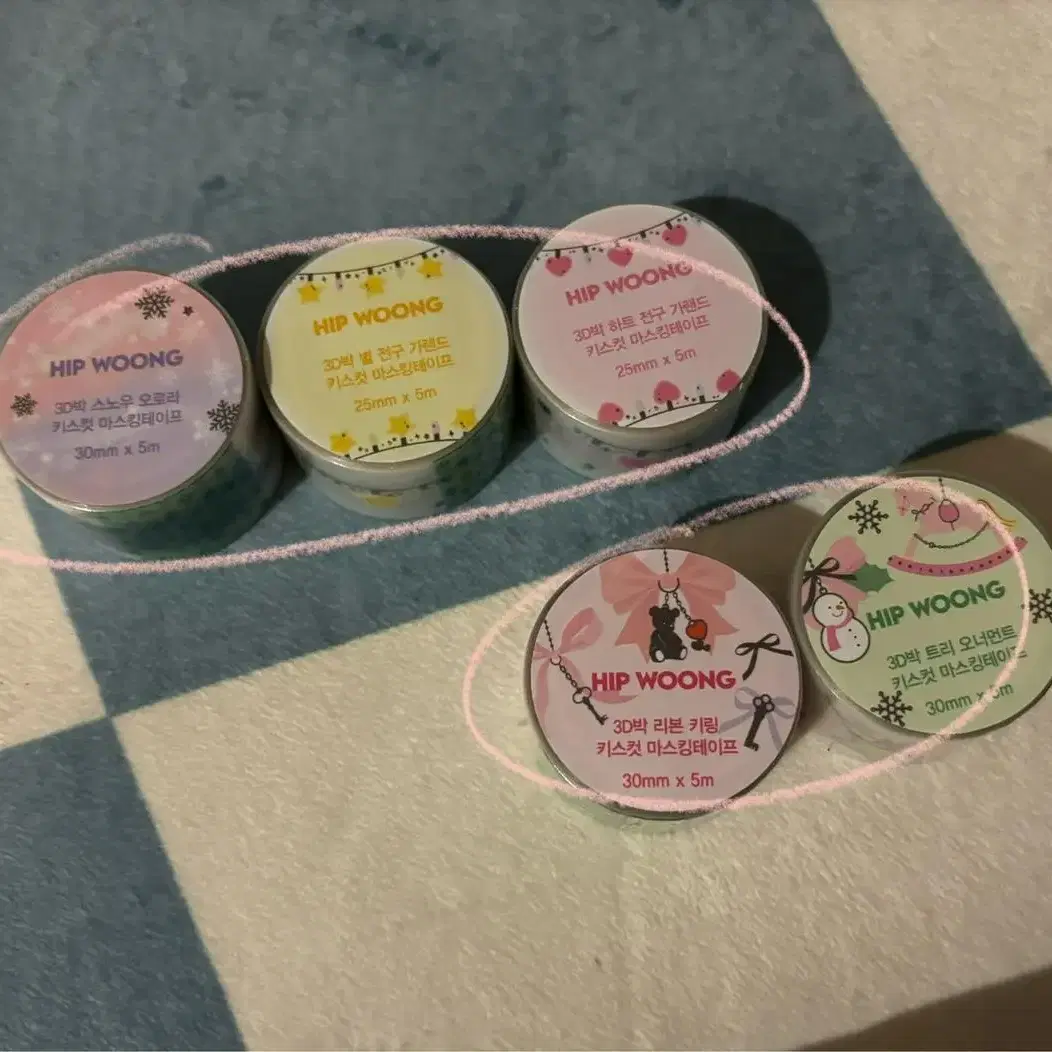 HIP WOONG
3D박 스노우 오로라
키스컷 마스킹테이프
30mm x 5m
HIP WOONG
3D박 별 전구 가랜드
키스컷 마스킹테이프
25mm x 5m
HIP WOONG
3D박 하트 전구 가랜드
키스컷 마스킹테이프
25mm x 5m
HIP WOONG
3D박 리본 키링
키스컷 마스킹테이프
30mm x 5m
HIP WOONG
3D박 트리 오너먼트
키스컷 마스킹테이프
30mm x 5m